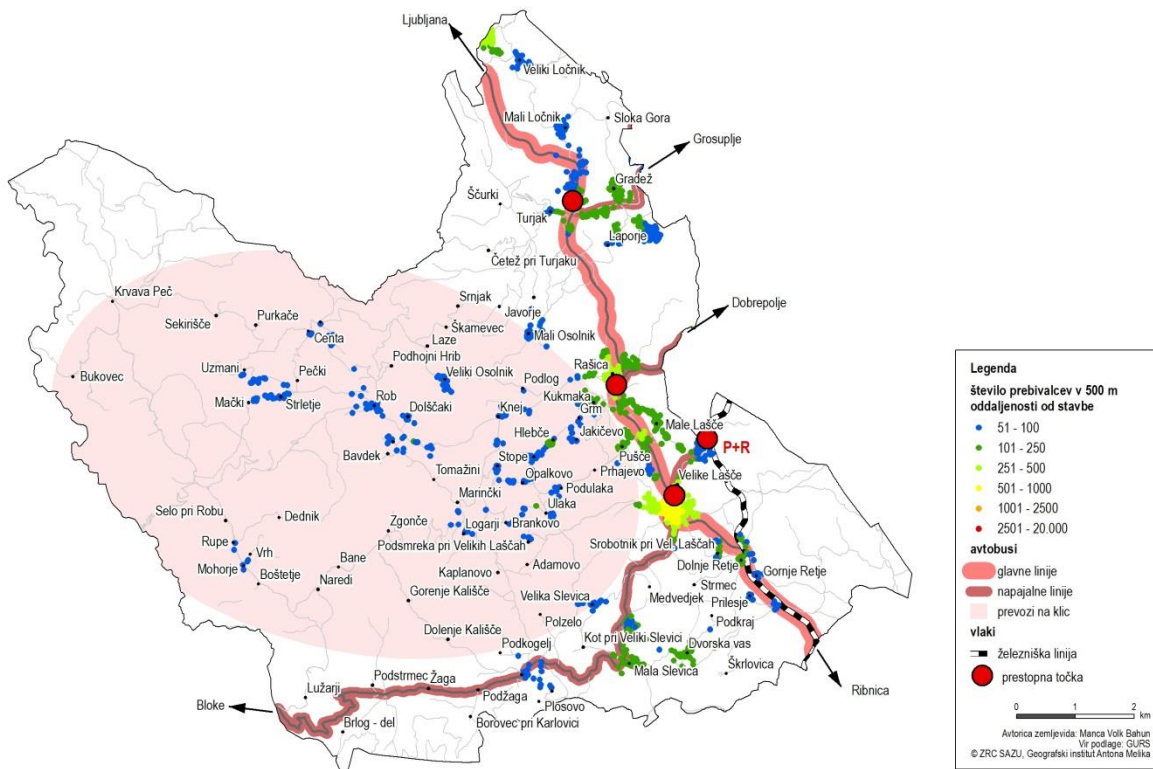 Ljubljana
Veliki Ločnik
Mali Ločnik
Sloka Gora
Grosuplje
Ščurki
Gradež
Turjak
Laporje
Četež pri Turjaku
Krvava Peč
Srnjak
Dobrepolje
Sekirišče
Purkače
Javorje
Škamevec
Centa
Mali Osolnik
Laze
Rašica
Uzmani
Podhojni Hrib
Bukovec
Pečki
Veliki Osolnik
Podlog
Kukmaka
Mački
Strletje
Rob
Grm
Dolščaki
Knej
Male Lašče
Hlebče
Jakičevo
P+R
Bavdek
Stope
Pušče
Tomažini
Prhajevo
Velike Lašče
Opalkovo
Podulaka
Marinčki
Ulaka
Selo pri Robu
Dednik
Zgonče
Logarji
Brankovo
Rupe
Podsmreka pri Velikih Laščah
Srobotnik pri Vel. Laščah
Vrh
Dolnje Retje
Mohorje
Bane
Adamovo
Gornje Retje
Boštetje
Kaplanovo
Naredi
Strmec
Medvedjek
Gorenje Kališče
Velika Slevica
Prilesje
Polzelo
Podkraj
Dolenje Kališče
Kot pri Veliki Slevici
Podkogelj
Dvorska vas
Mala Slevica
Škrlovica
Podstrmec
Žaga
Lužarji
Podžaga
Plosovo
Ribnica
Bloke
Borovec pri Karlovici
Brlog - del
Legenda
število prebivalcev v 500 m
oddaljenosti od stavbe
51 - 100
101 - 250
251 - 500
501 - 1000
1001 - 2500
2501 - 20.000
avtobusi
glavne linije
napajalne linije
prevozi na klic
vlaki
železniška linija
prestopna točka
0 1 2
km
Avtorica zemljevida: Manca Volk Bahun
Vir podlage: GURS
© ZRC SAZU, Geografski institut Antona Melika